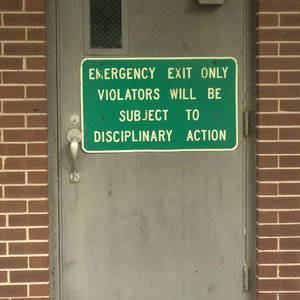 EMERGENCY EXIT ONLY
VIOLATORS WILL BE
SUBJECT TO
DISCIPLINARY ACTION